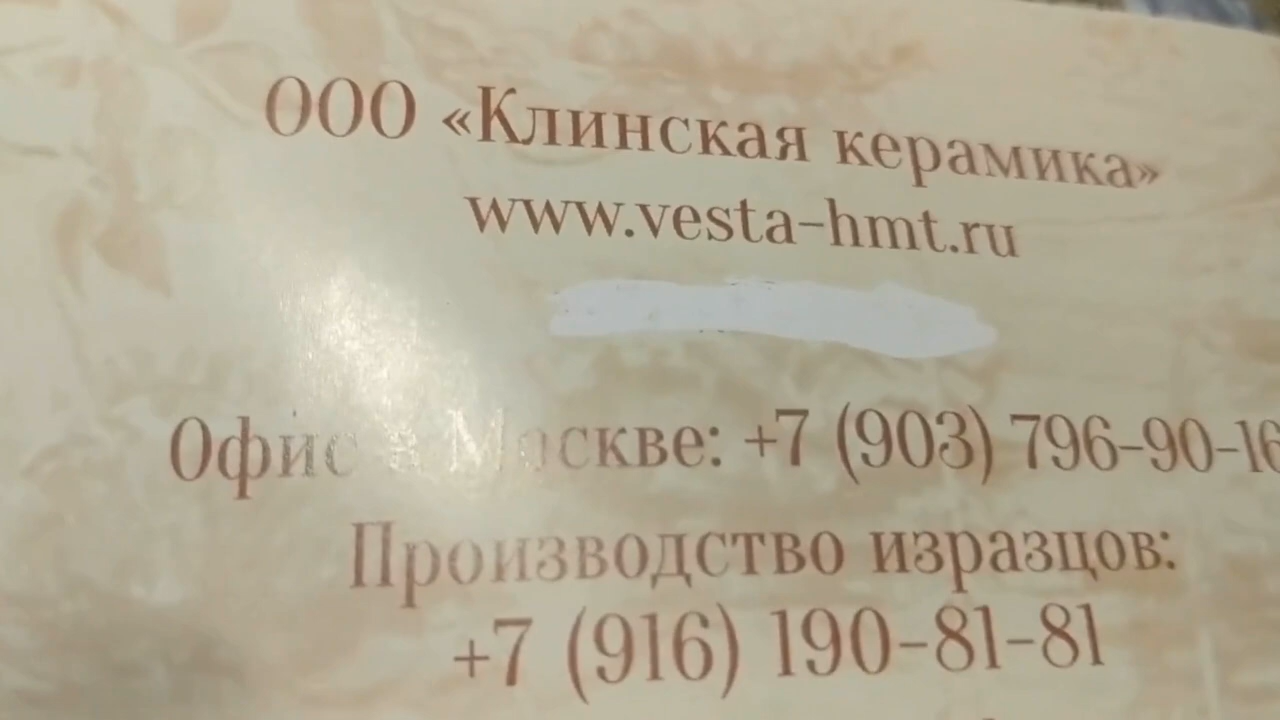 ООО «Клинская керамика»
www.vesta-hmt.ru
Офис в Москве: +7 (903) 796-90-16
Производство изразцов:
+7 (916) 190-81-81